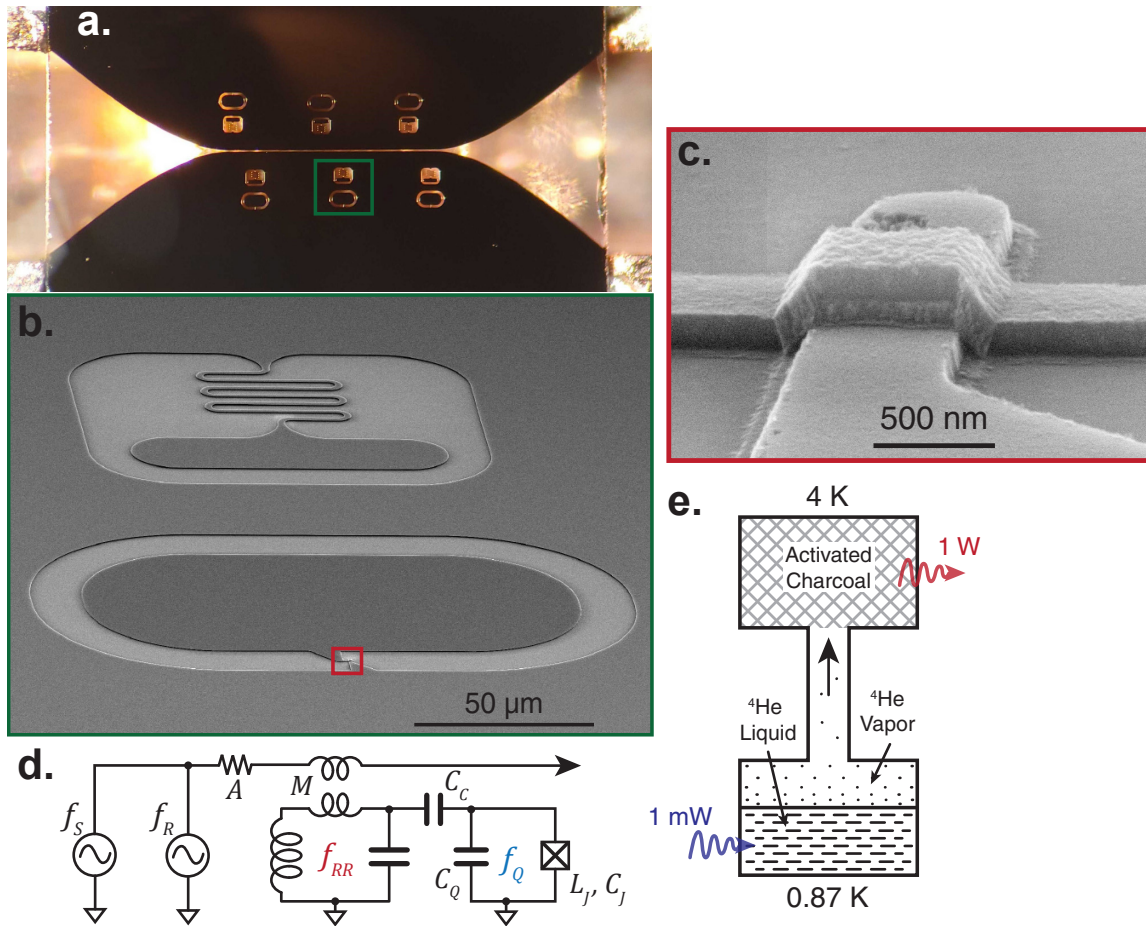 a.
b.
50 µm
c.
500 nm
d.
f_S
f_R
A
M
C_C
f_RR
C_Q
f_Q
L_J, C_J
e.
4 K
Activated
Charcoal
1 W
⁴He
Liquid
⁴He
Vapor
1 mW
0.87 K